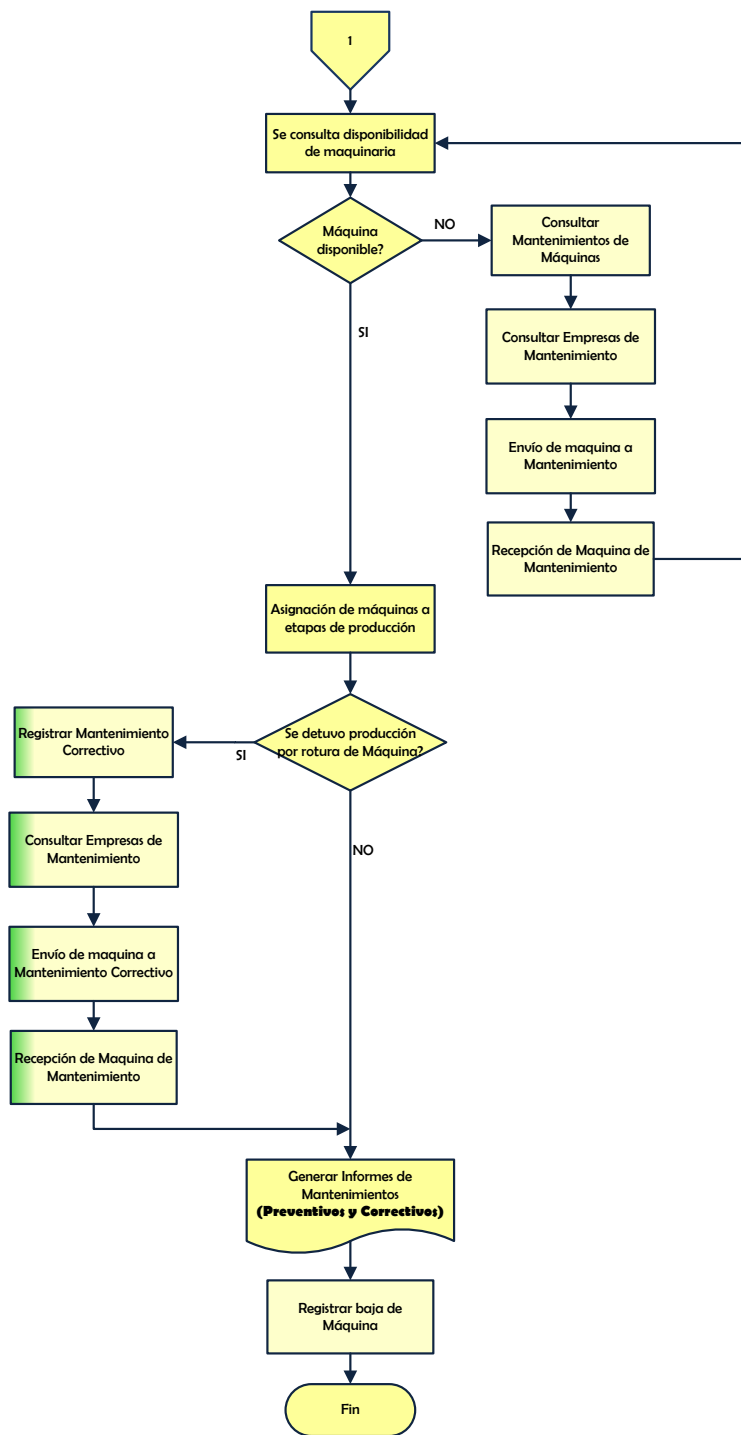 1
Se consulta disponibilidad
de maquinaria
Máquina
disponible?
NO
Consultar
Mantenimientos de
Máquinas
SI
Consultar Empresas de
Mantenimiento
Envío de maquina a
Mantenimiento
Recepción de Maquina de
Mantenimiento
Asignación de máquinas a
etapas de producción
Se detuvo producción
por rotura de Máquina?
SI
Registrar Mantenimiento
Correctivo
Consultar Empresas de
Mantenimiento
NO
Envío de maquina a
Mantenimiento Correctivo
Recepción de Maquina de
Mantenimiento
Generar Informes de
Mantenimientos
(Preventivos y Correctivos)
Registrar baja de
Máquina
Fin